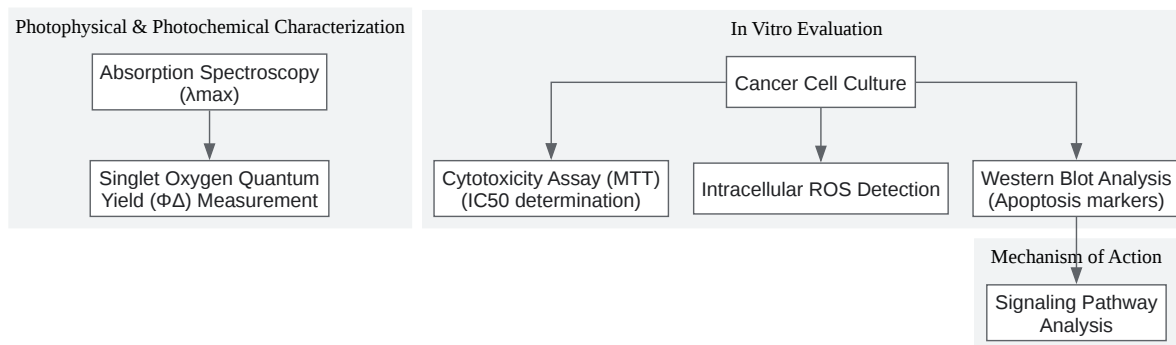 Photophysical & Photochemical Characterization
Absorption Spectroscopy
(λmax)
Singlet Oxygen Quantum
Yield (ΦΔ) Measurement
In Vitro Evaluation
Cancer Cell Culture
Cytotoxicity Assay (MTT)
(IC50 determination)
Intracellular ROS Detection
Western Blot Analysis
(Apoptosis markers)
Mechanism of Action
Signaling Pathway
Analysis